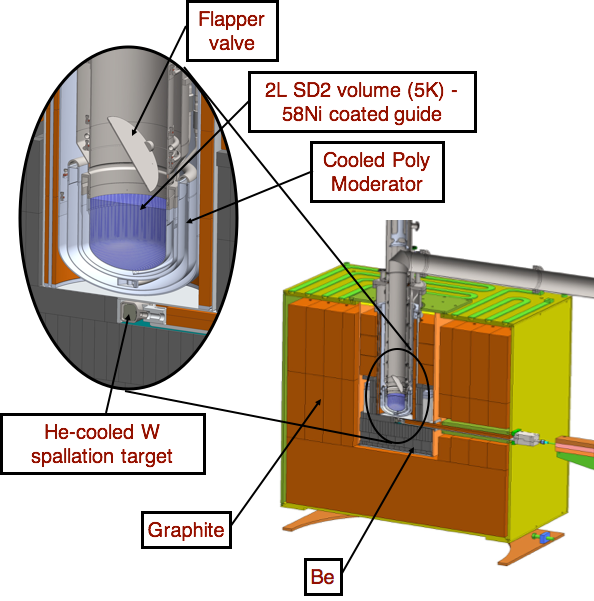 Flapper
valve
2L SD2 volume (5K) -
58Ni coated guide
Cooled Poly
Moderator
He-cooled W
spallation target
Graphite
Be